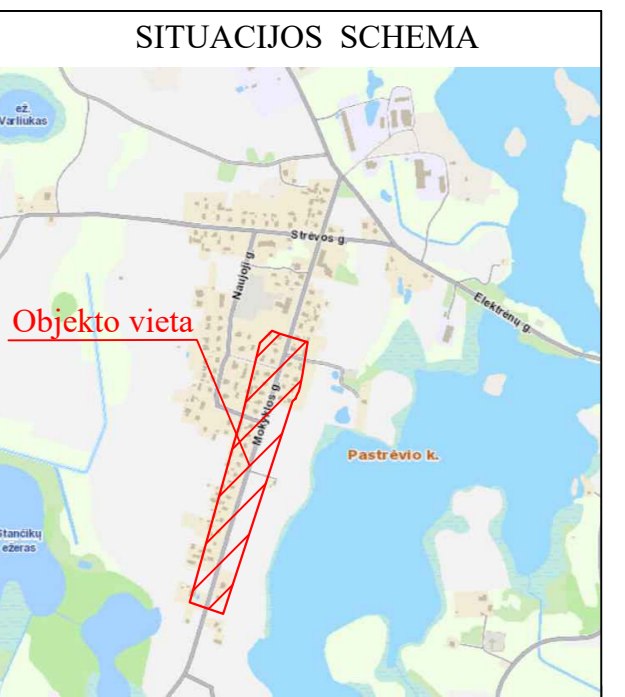 SITUACIJOS SCHEMA
ež.
Varliukas
Strėvos g.
Naujoji g.
Elektrėnų g.
Objekto vieta
Mokyklos g.
Pastrėvio k.
Stančikų
ežeras